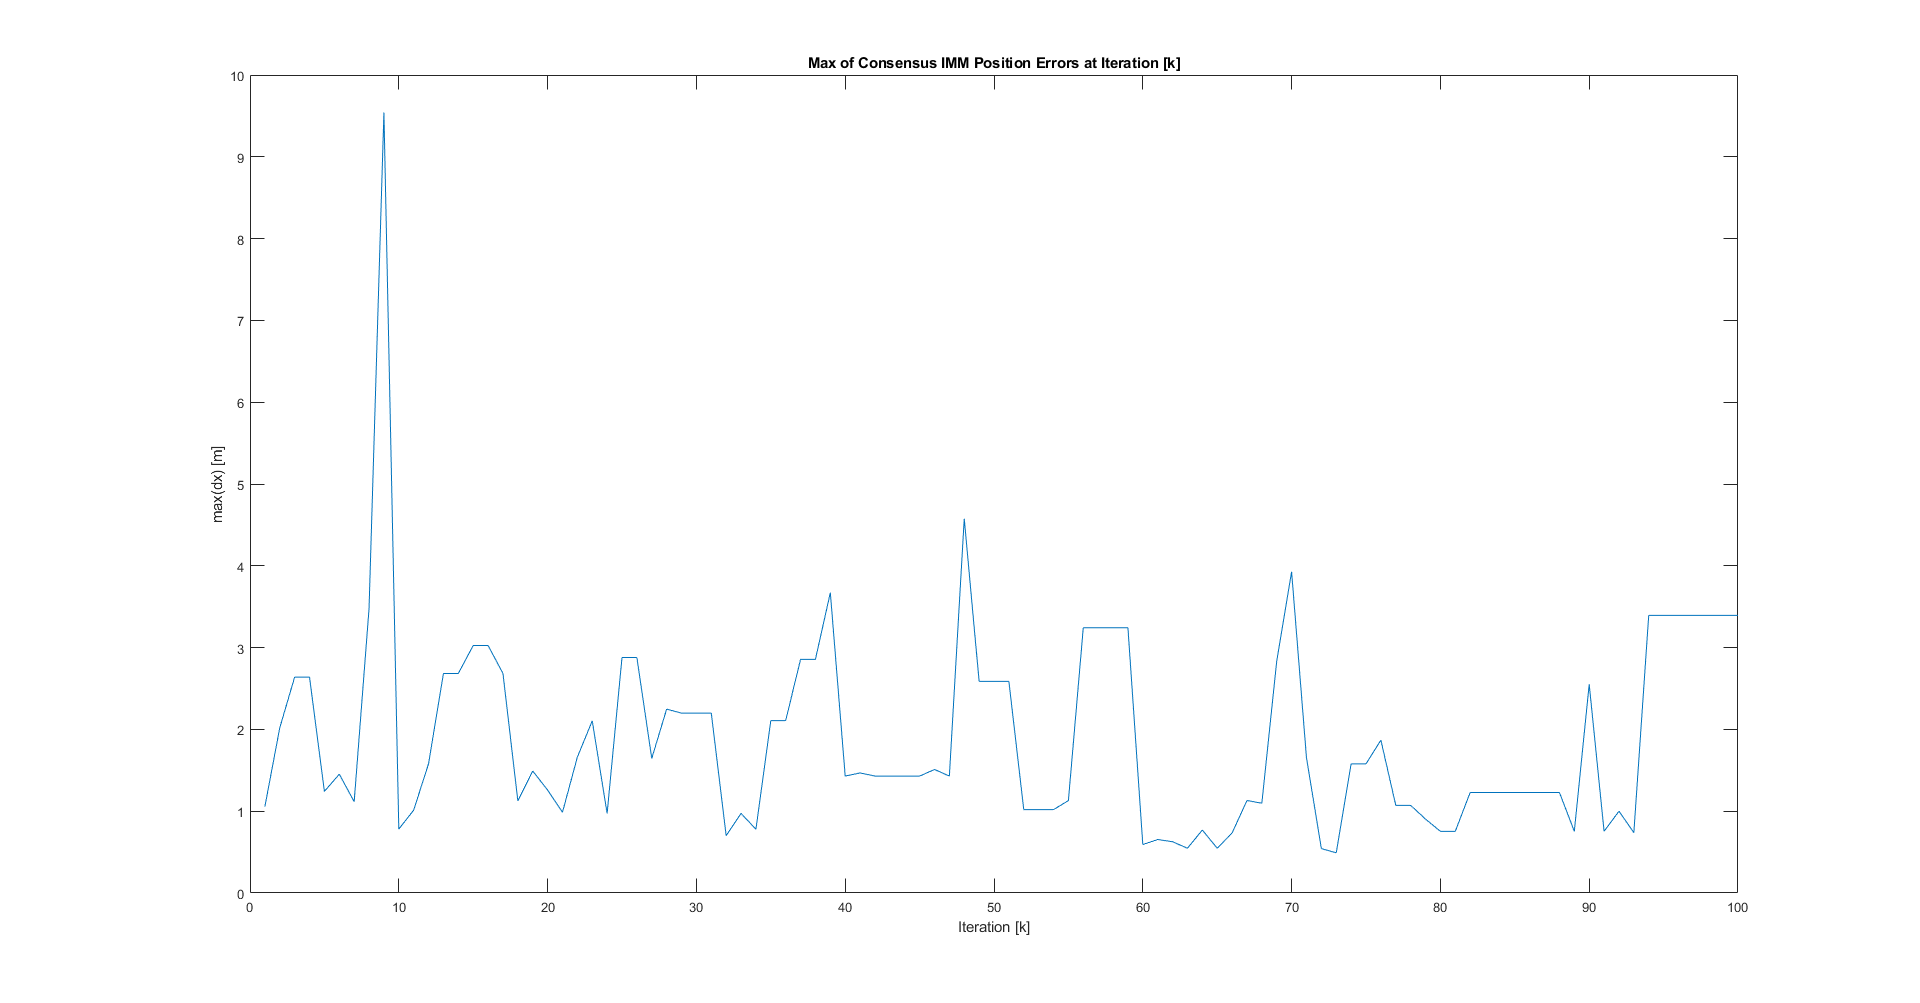 Max of Consensus IMM Position Errors at Iteration [k]
10
9
8
7
6
5
4
3
2
1
0
max(dx) [m]
0 10 20 30 40 50 60 70 80 90 100
Iteration [k]